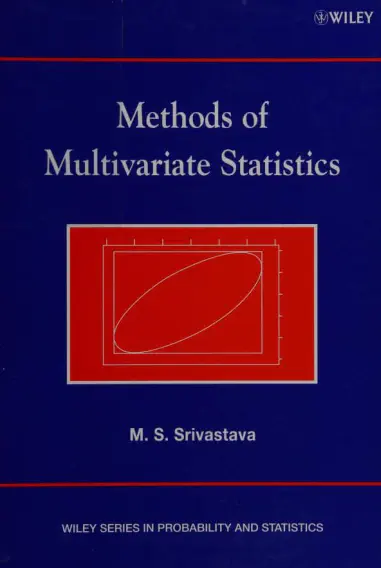 WILEY
Methods of
Multivariate Statistics
M. S. Srivastava
WILEY SERIES IN PROBABILITY AND STATISTICS